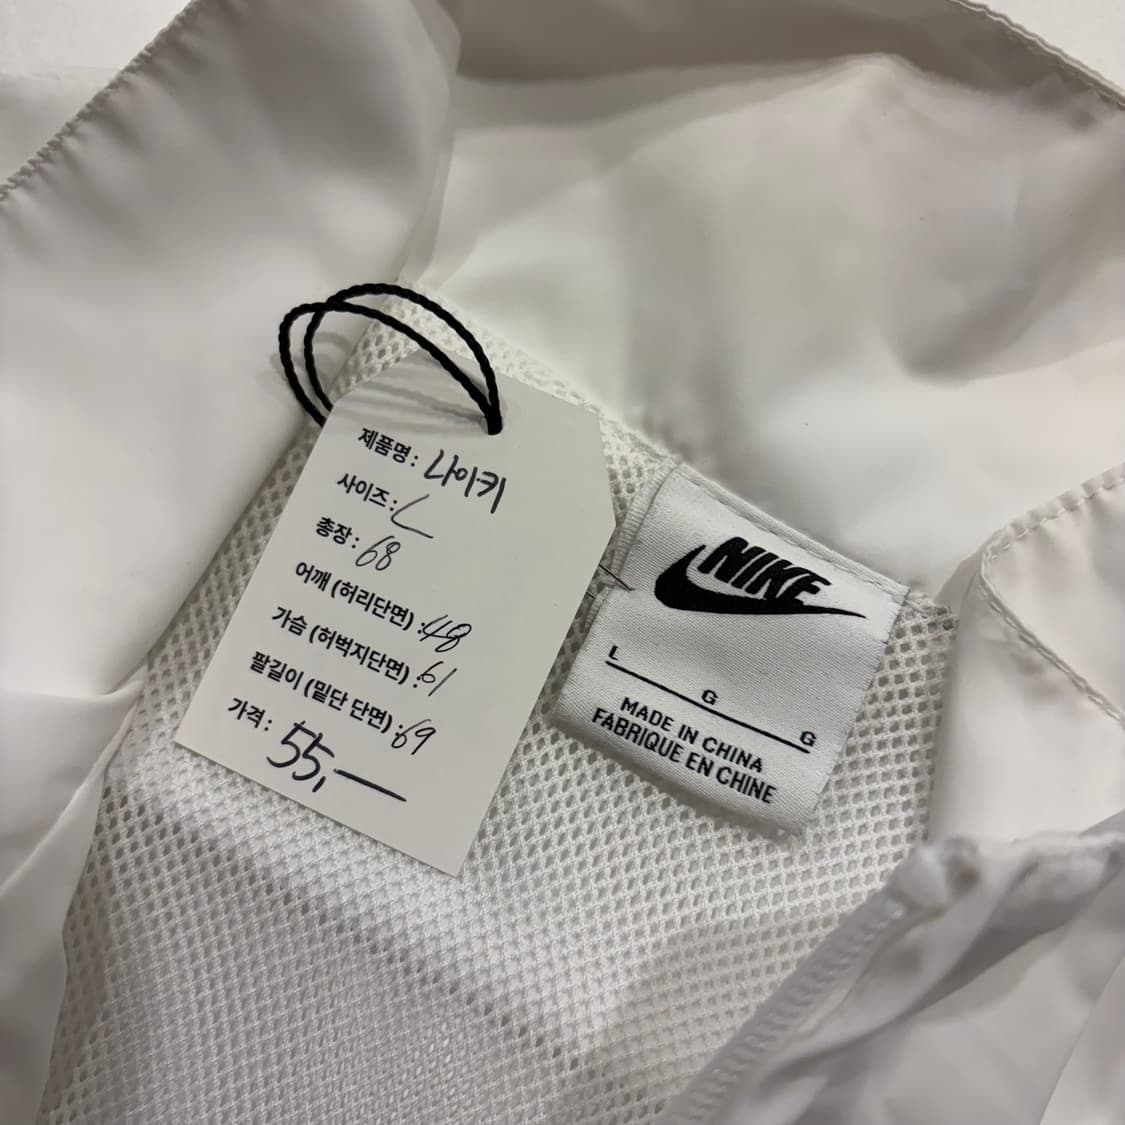 제품명: 나이키
사이즈: L
총장: 68
어깨 (허리단면) : 48
가슴 (허벅지단면) : 61
팔길이 (밑단 단면) : 69
가격: 55,—
NIKE
L
G
G
MADE IN CHINA
FABRIQUE EN CHINE